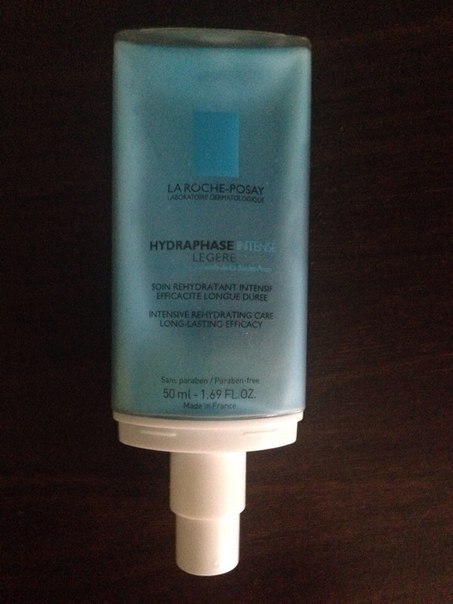 LA ROCHE-POSAY
LABORATOIRE DERMATOLOGIQUE
HYDRAPHASE INTENSE
LEGERE
SOIN REHYDRATANT INTENSIF
EFFICACITE LONGUE DUREE
INTENSIVE REHYDRATING CARE
LONG-LASTING EFFICACY
Sans paraben / Paraben-free
50 ml - 1.69 FL.OZ.
Made in France